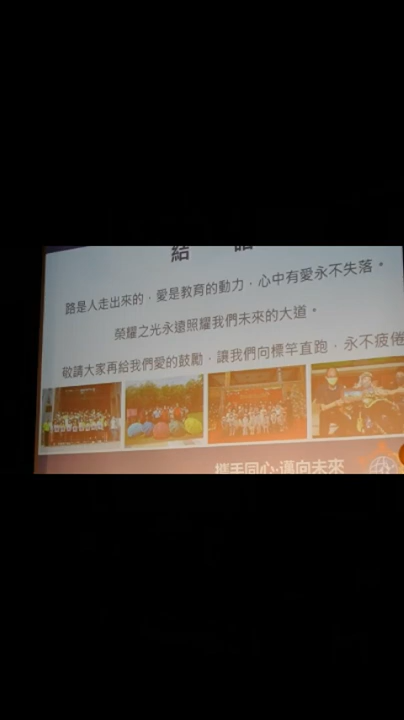 結 語
路是人走出來的，愛是教育的動力，心中有愛永不失落。
榮耀之光永遠照耀我們未來的大道。
敬請大家再給我們愛的鼓勵，讓我們向標竿直跑，永不疲倦
攜手同心‧邁向未來